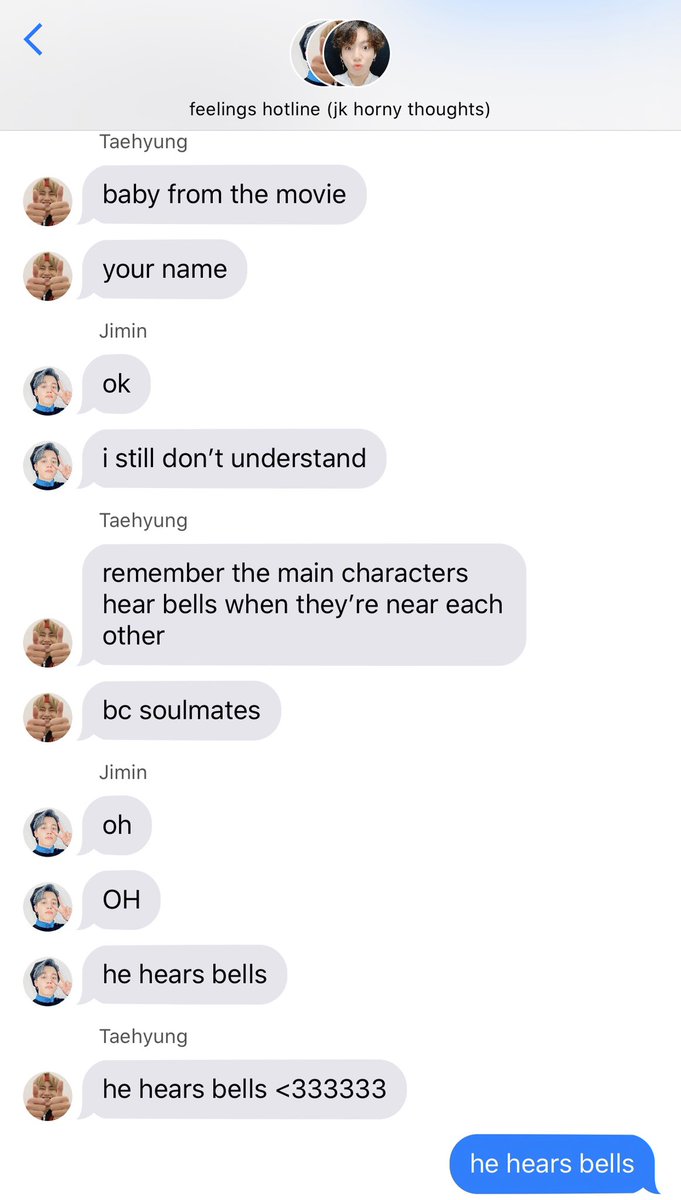 feelings hotline (jk horny thoughts)
Taehyung
baby from the movie
your name
Jimin
ok
i still don’t understand
Taehyung
remember the main characters
hear bells when they’re near each
other
bc soulmates
Jimin
oh
OH
he hears bells
Taehyung
he hears bells <333333
he hears bells